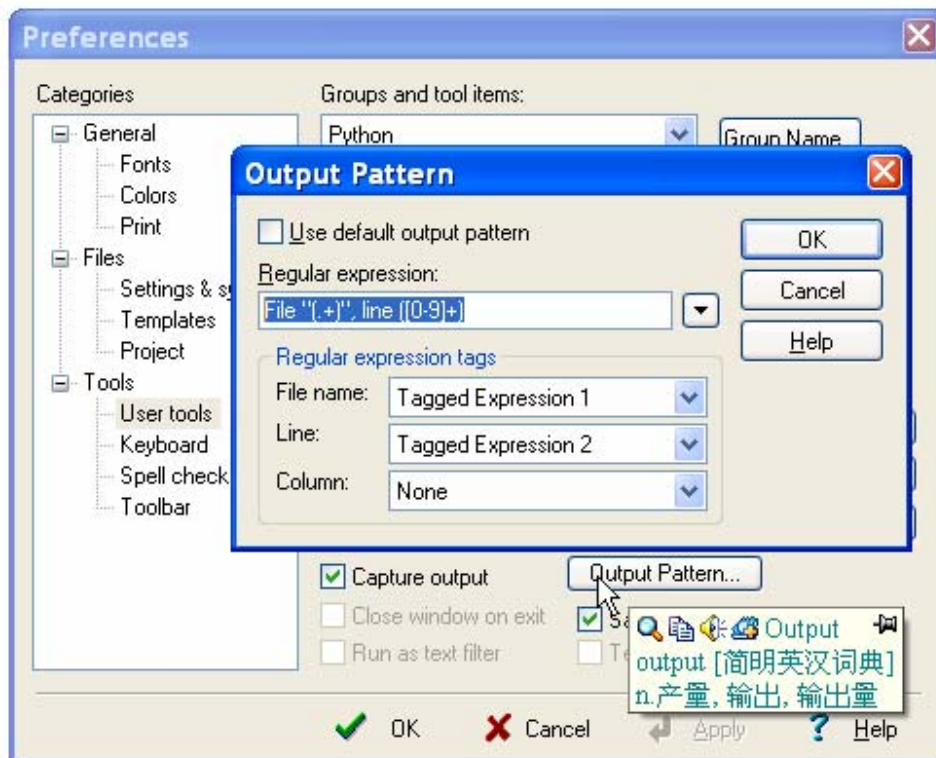 Preferences
Categories
Groups and tool items:
General
Fonts
Colors
Print
Files
Settings &
Templates
Project
Tools
User tools
Keyboard
Spell check
Toolbar
Python
Group Name
Output Pattern
Use default output pattern
OK
Regular expression:
Cancel
File "(.+)", line ([0-9]+)
Help
Regular expression tags
File name:
Tagged Expression 1
Line:
Tagged Expression 2
Column:
None
Capture output
Output Pattern...
Close window on exit
Run as text filter
Output
output [简明英汉词典]
n.产量, 输出, 输出量
OK
Cancel
Apply
? Help